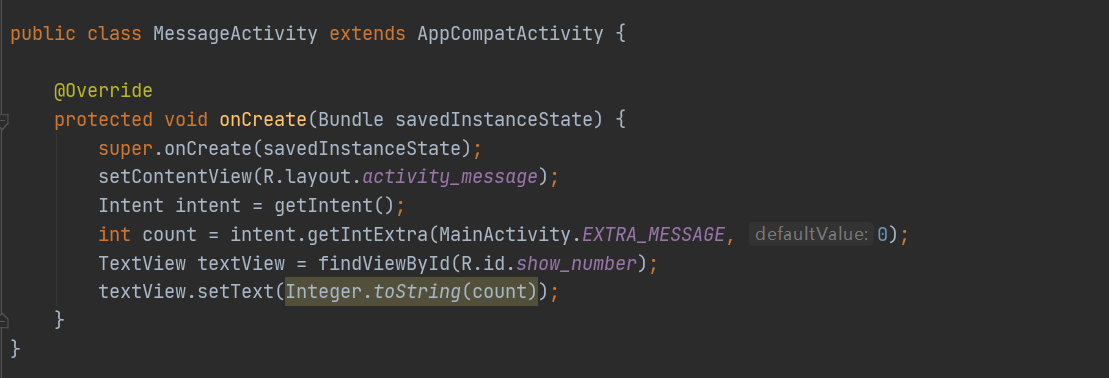 public class MessageActivity extends AppCompatActivity {
@Override
protected void onCreate(Bundle savedInstanceState) {
super.onCreate(savedInstanceState);
setContentView(R.layout.activity_message);
Intent intent = getIntent();
int count = intent.getIntExtra(MainActivity.EXTRA_MESSAGE, defaultValue: 0);
TextView textView = findViewById(R.id.show_number);
textView.setText(Integer.toString(count));
}
}